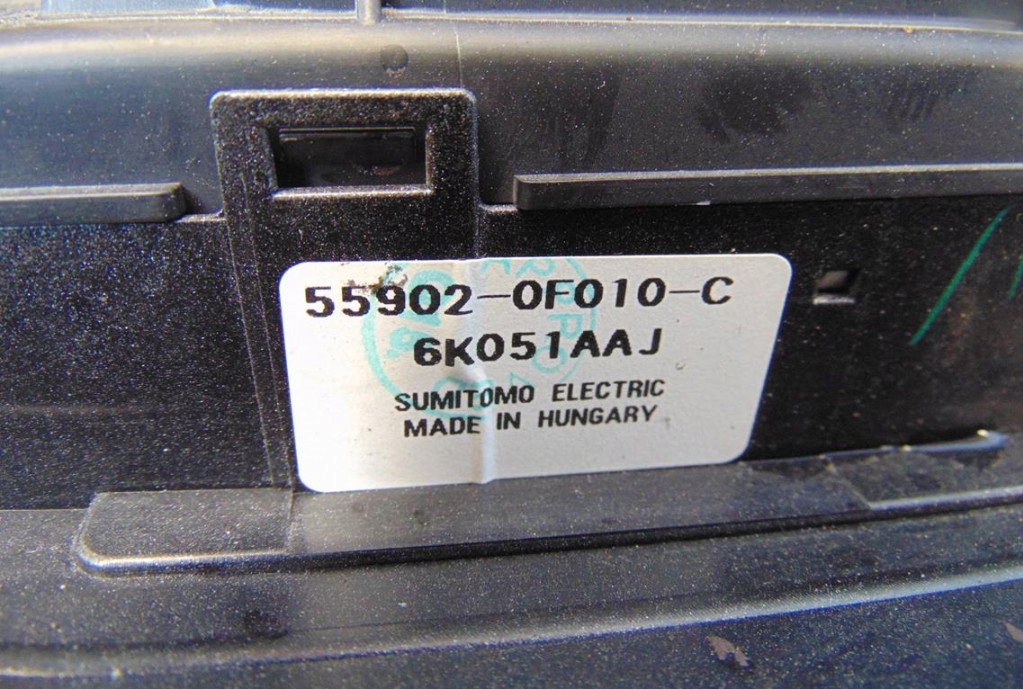 55902-0F010-C
6K051AAJ
SUMITOMO ELECTRIC
MADE IN HUNGARY